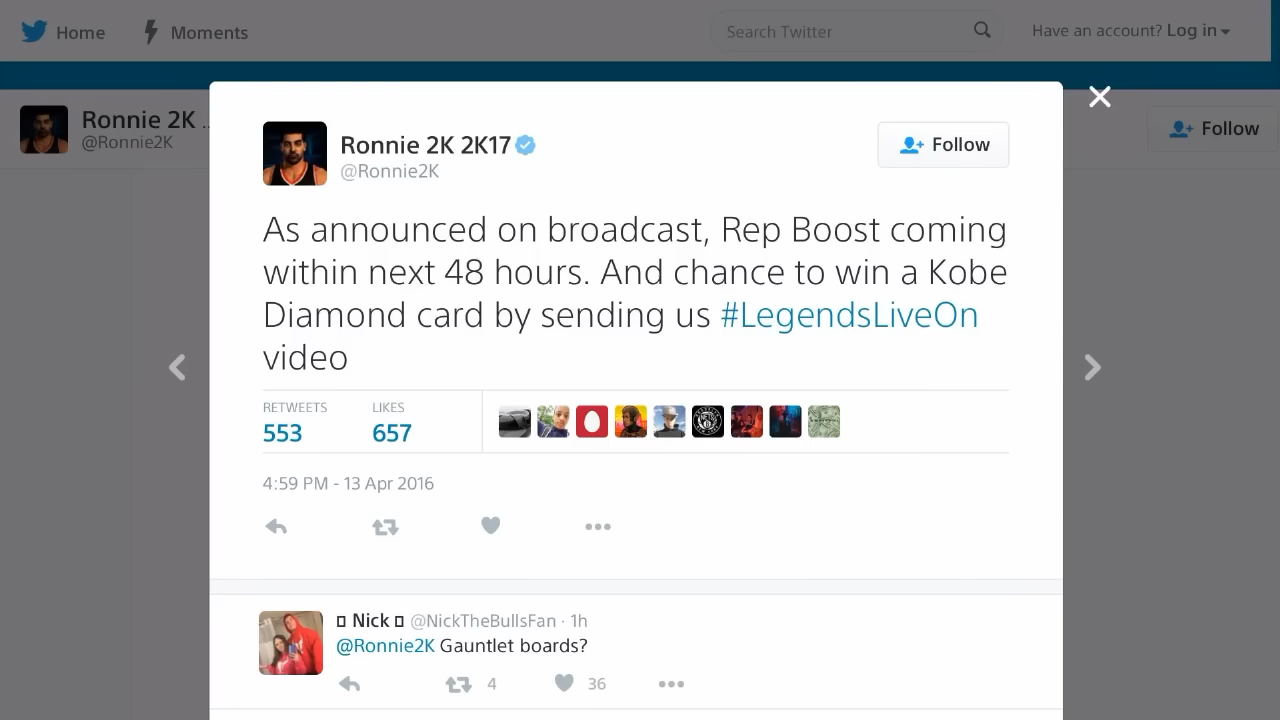 Home
Moments
Search Twitter
Have an account? Log in
Ronnie 2K ..
@Ronnie2K
Follow
Ronnie 2K 2K17
@Ronnie2K
Follow
As announced on broadcast, Rep Boost coming
within next 48 hours. And chance to win a Kobe
Diamond card by sending us #LegendsLiveOn
video
RETWEETS
553
LIKES
657
4:59 PM - 13 Apr 2016
Nick @NickTheBullsFan · 1h
@Ronnie2K Gauntlet boards?
4
36